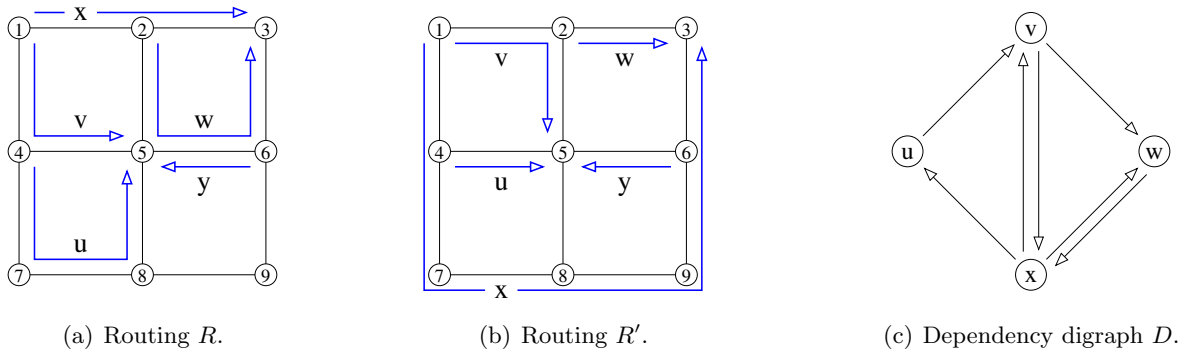 x
1 2 3
v w
4 5 6
y
u
7 8 9
(a) Routing R.
1 2 3
v w
4 5 6
u y
7 8 9
x
(b) Routing R′.
v
u w
x
(c) Dependency digraph D.